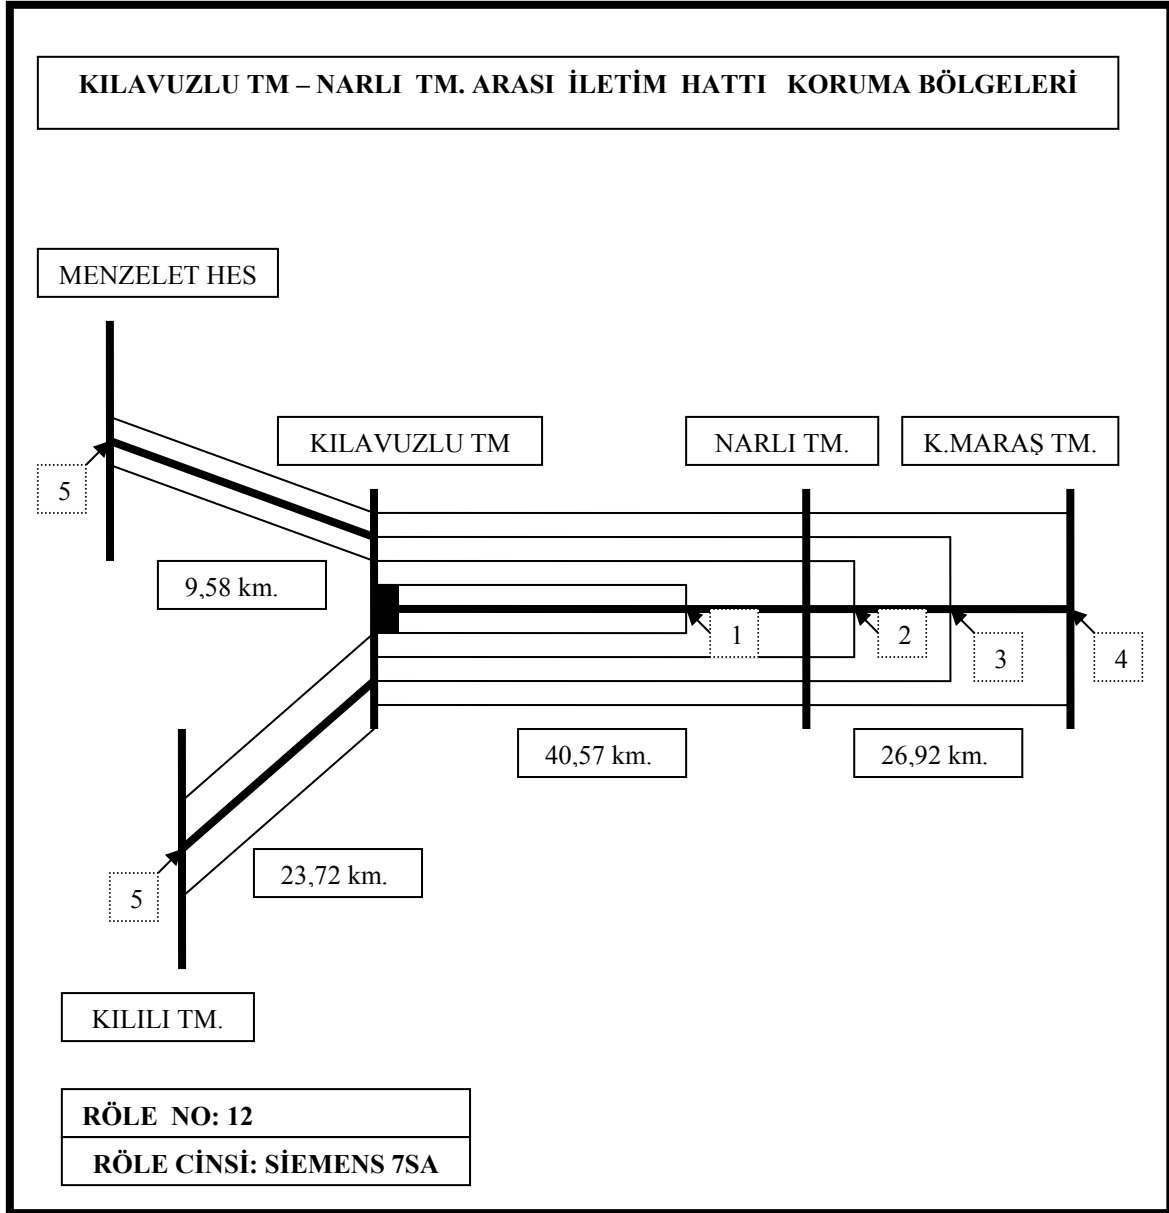 KILAVUZLU TM – NARLI TM. ARASI İLETİM HATTI KORUMA BÖLGELERİ
MENZELET HES
KILAVUZLU TM
NARLI TM.
K.MARAŞ TM.
5
9,58 km.
1
2
3
4
40,57 km.
26,92 km.
23,72 km.
5
KILILI TM.
RÖLE NO: 12
RÖLE CİNSİ: SİEMENS 7SA